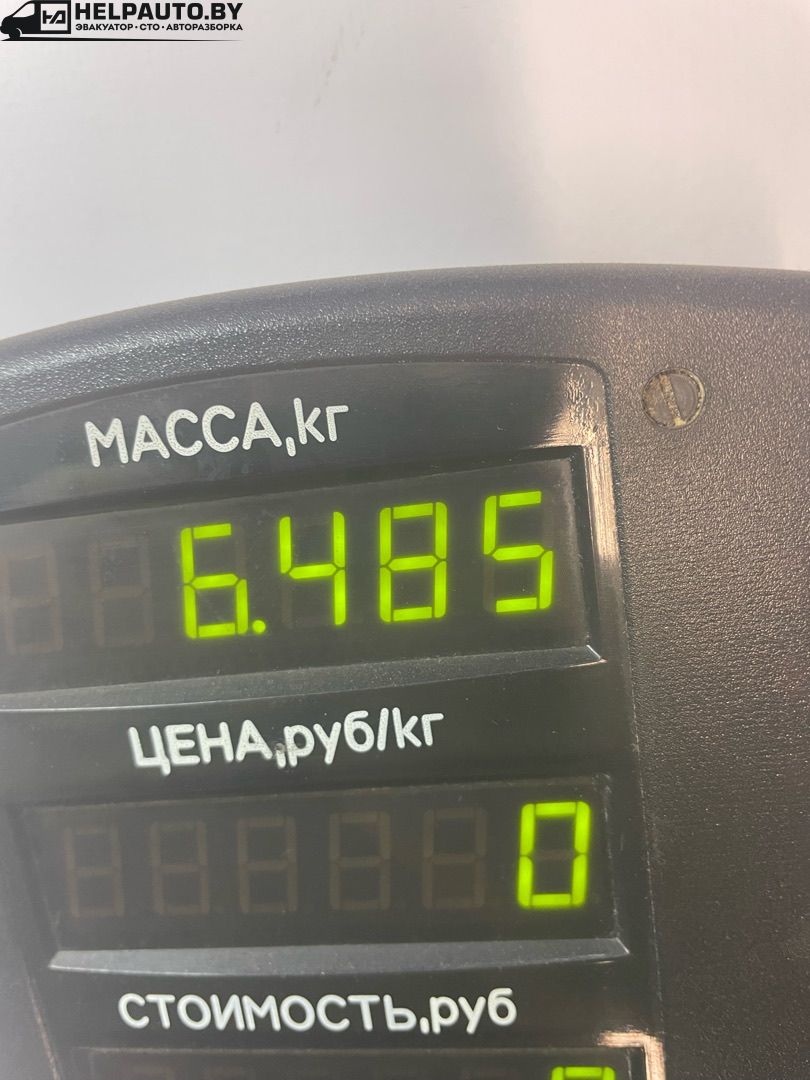 HELPAUTO.BY
ЭВАКУАТОР • СТО • АВТОРАЗБОРКА
МАССА,кг
6.485
ЦЕНА,руб/кг
0
СТОИМОСТЬ,руб